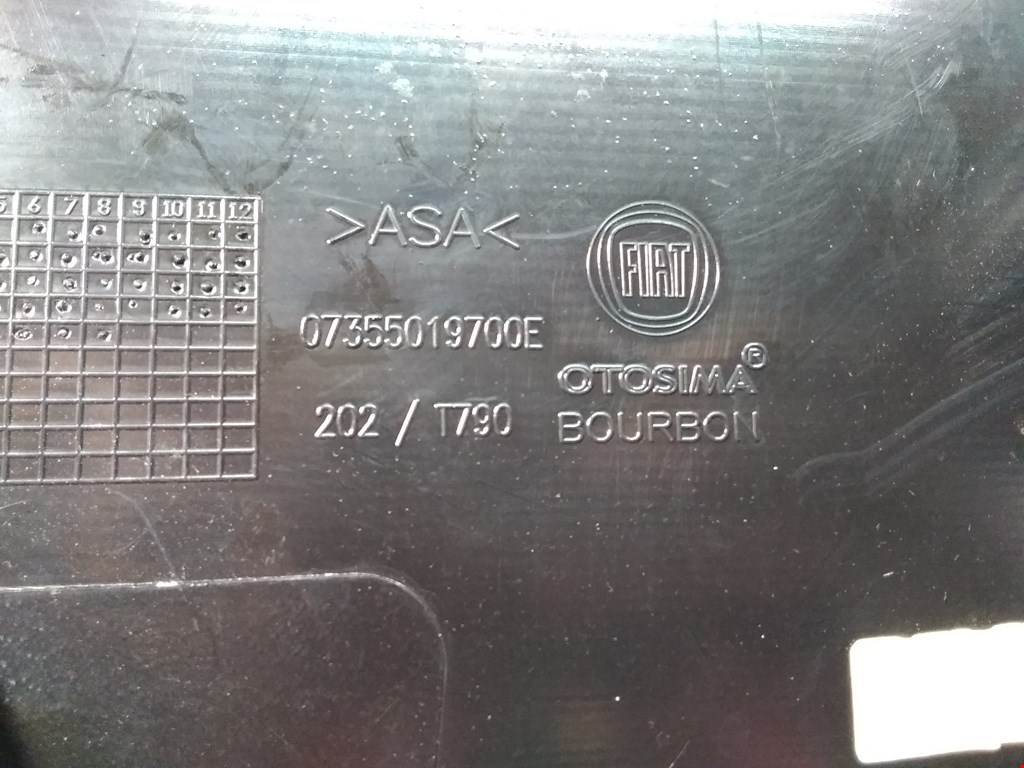 5 6 7 8 9 10 11 12
>ASA<
FIAT
07355019700E
OTOSIMA®
202 / T790
BOURBON